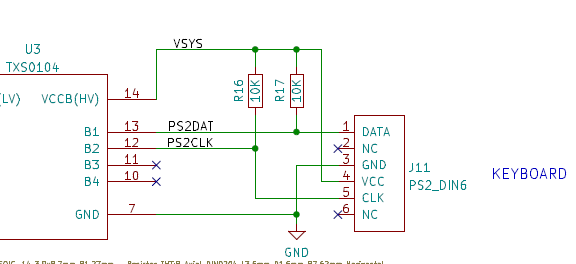 U3
TXS0104
VSYS
R16
10K
R17
10K
(LV)
VCCB(HV)
14
B1
13
PS2DAT
B2
12
PS2CLK
B3
11
B4
10
GND
7
1
DATA
2
NC
3
GND
4
VCC
5
CLK
6
NC
J11
PS2_DIN6
KEYBOARD
GND